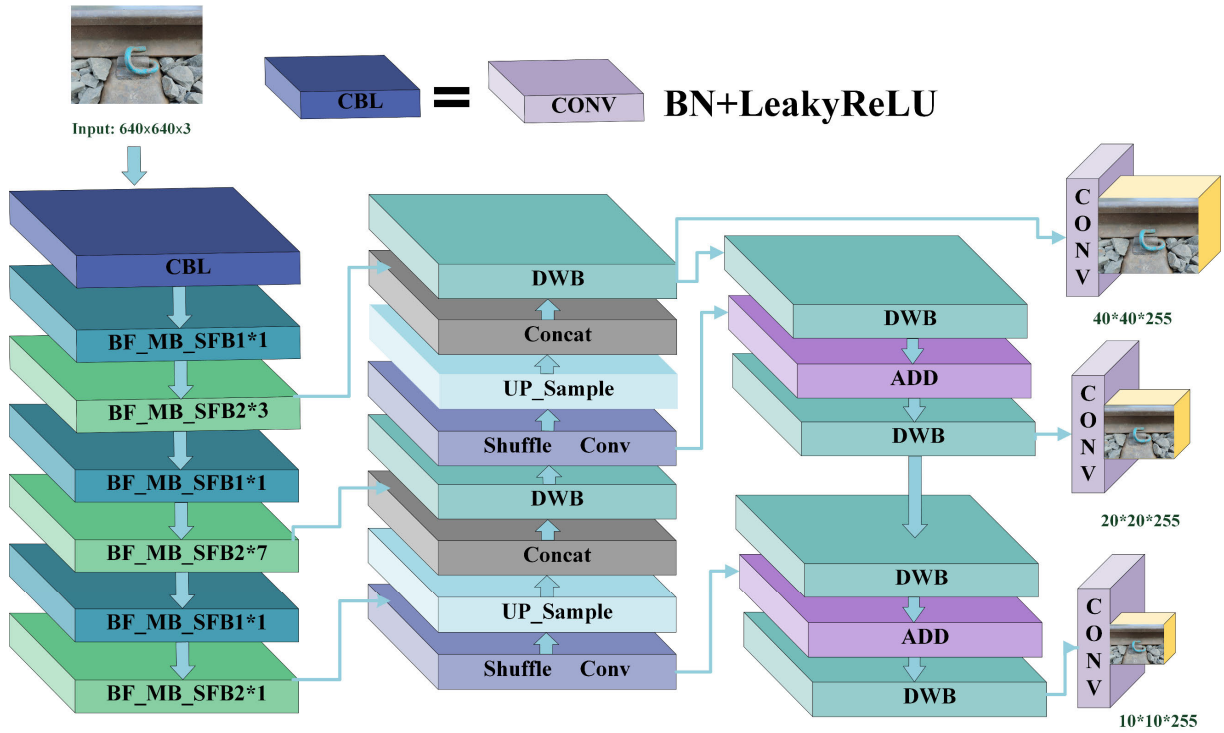 Input: 640×640×3
CBL
=
CONV
BN+LeakyReLU
CBL
BF_MB_SFB1*1
BF_MB_SFB2*3
BF_MB_SFB1*1
BF_MB_SFB2*7
BF_MB_SFB1*1
BF_MB_SFB2*1
DWB
Concat
UP_Sample
Shuffle Conv
DWB
Concat
UP_Sample
Shuffle Conv
DWB
ADD
DWB
DWB
ADD
DWB
CONV
40*40*255
CONV
20*20*255
CONV
10*10*255